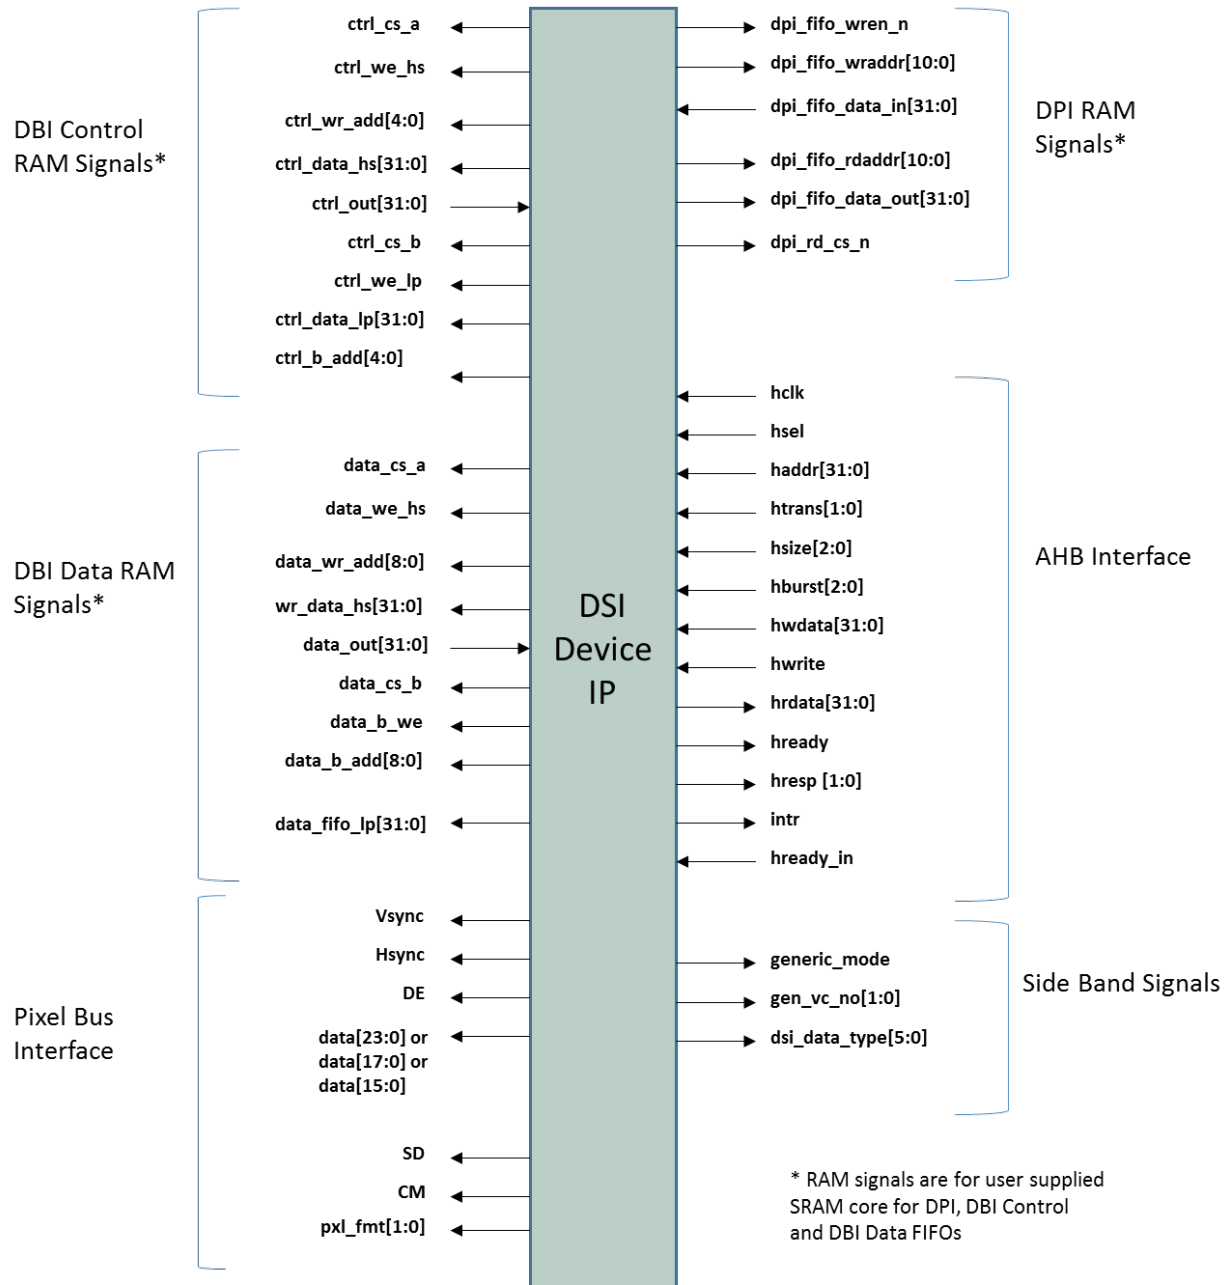 DBI Control
RAM Signals*
ctrl_cs_a
ctrl_we_hs
ctrl_wr_add[4:0]
ctrl_data_hs[31:0]
ctrl_out[31:0]
ctrl_cs_b
ctrl_we_lp
ctrl_data_lp[31:0]
ctrl_b_add[4:0]
DBI Data RAM
Signals*
data_cs_a
data_we_hs
data_wr_add[8:0]
wr_data_hs[31:0]
data_out[31:0]
data_cs_b
data_b_we
data_b_add[8:0]
data_fifo_lp[31:0]
Pixel Bus
Interface
Vsync
Hsync
DE
data[23:0] or
data[17:0] or
data[15:0]
SD
CM
pxl_fmt[1:0]
DSI
Device
IP
dpi_fifo_wren_n
dpi_fifo_wraddr[10:0]
dpi_fifo_data_in[31:0]
dpi_fifo_rdaddr[10:0]
dpi_fifo_data_out[31:0]
dpi_rd_cs_n
DPI RAM
Signals*
hclk
hsel
haddr[31:0]
htrans[1:0]
hsize[2:0]
hburst[2:0]
hwdata[31:0]
hwrite
hrdata[31:0]
hready
hresp [1:0]
intr
hready_in
AHB Interface
generic_mode
gen_vc_no[1:0]
dsi_data_type[5:0]
Side Band Signals
* RAM signals are for user supplied
SRAM core for DPI, DBI Control
and DBI Data FIFOs